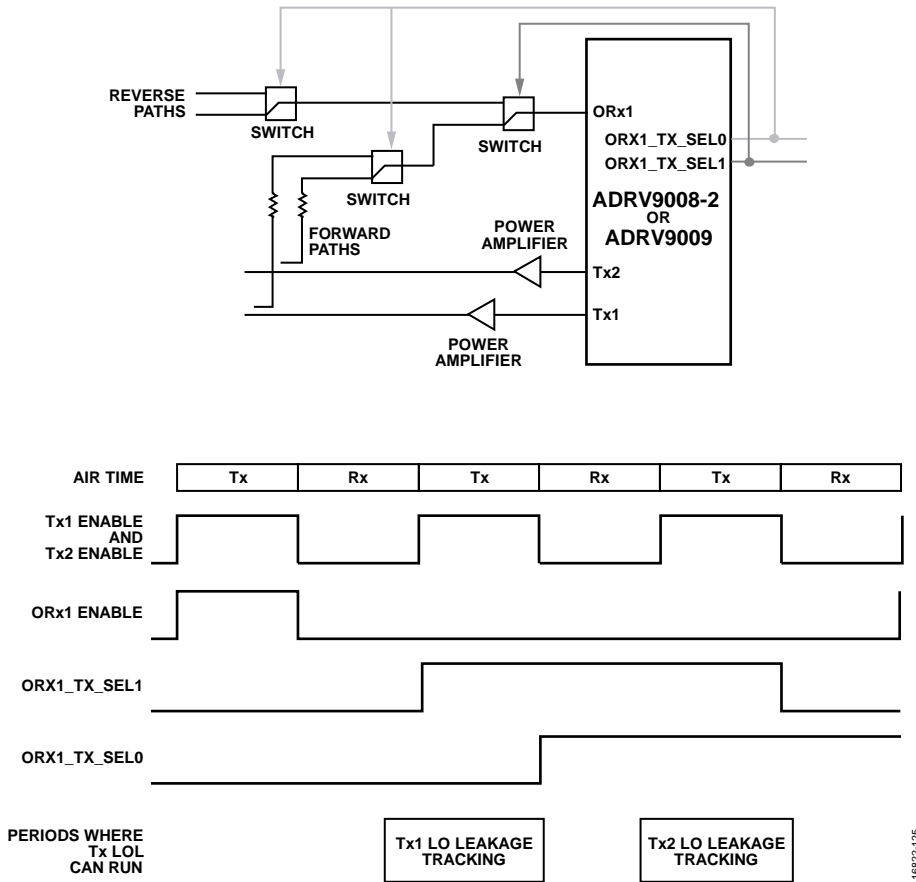 REVERSE
PATHS
SWITCH
SWITCH
SWITCH
ORx1
ORX1_TX_SEL0
ORX1_TX_SEL1
ADRV9008-2
OR
ADRV9009
FORWARD
PATHS
POWER
AMPLIFIER
Tx2
Tx1
POWER
AMPLIFIER
AIR TIME
Tx
Rx
Tx
Rx
Tx
Rx
Tx1 ENABLE
AND
Tx2 ENABLE
ORx1 ENABLE
ORX1_TX_SEL1
ORX1_TX_SEL0
PERIODS WHERE
Tx LOL
CAN RUN
Tx1 LO LEAKAGE
TRACKING
Tx2 LO LEAKAGE
TRACKING